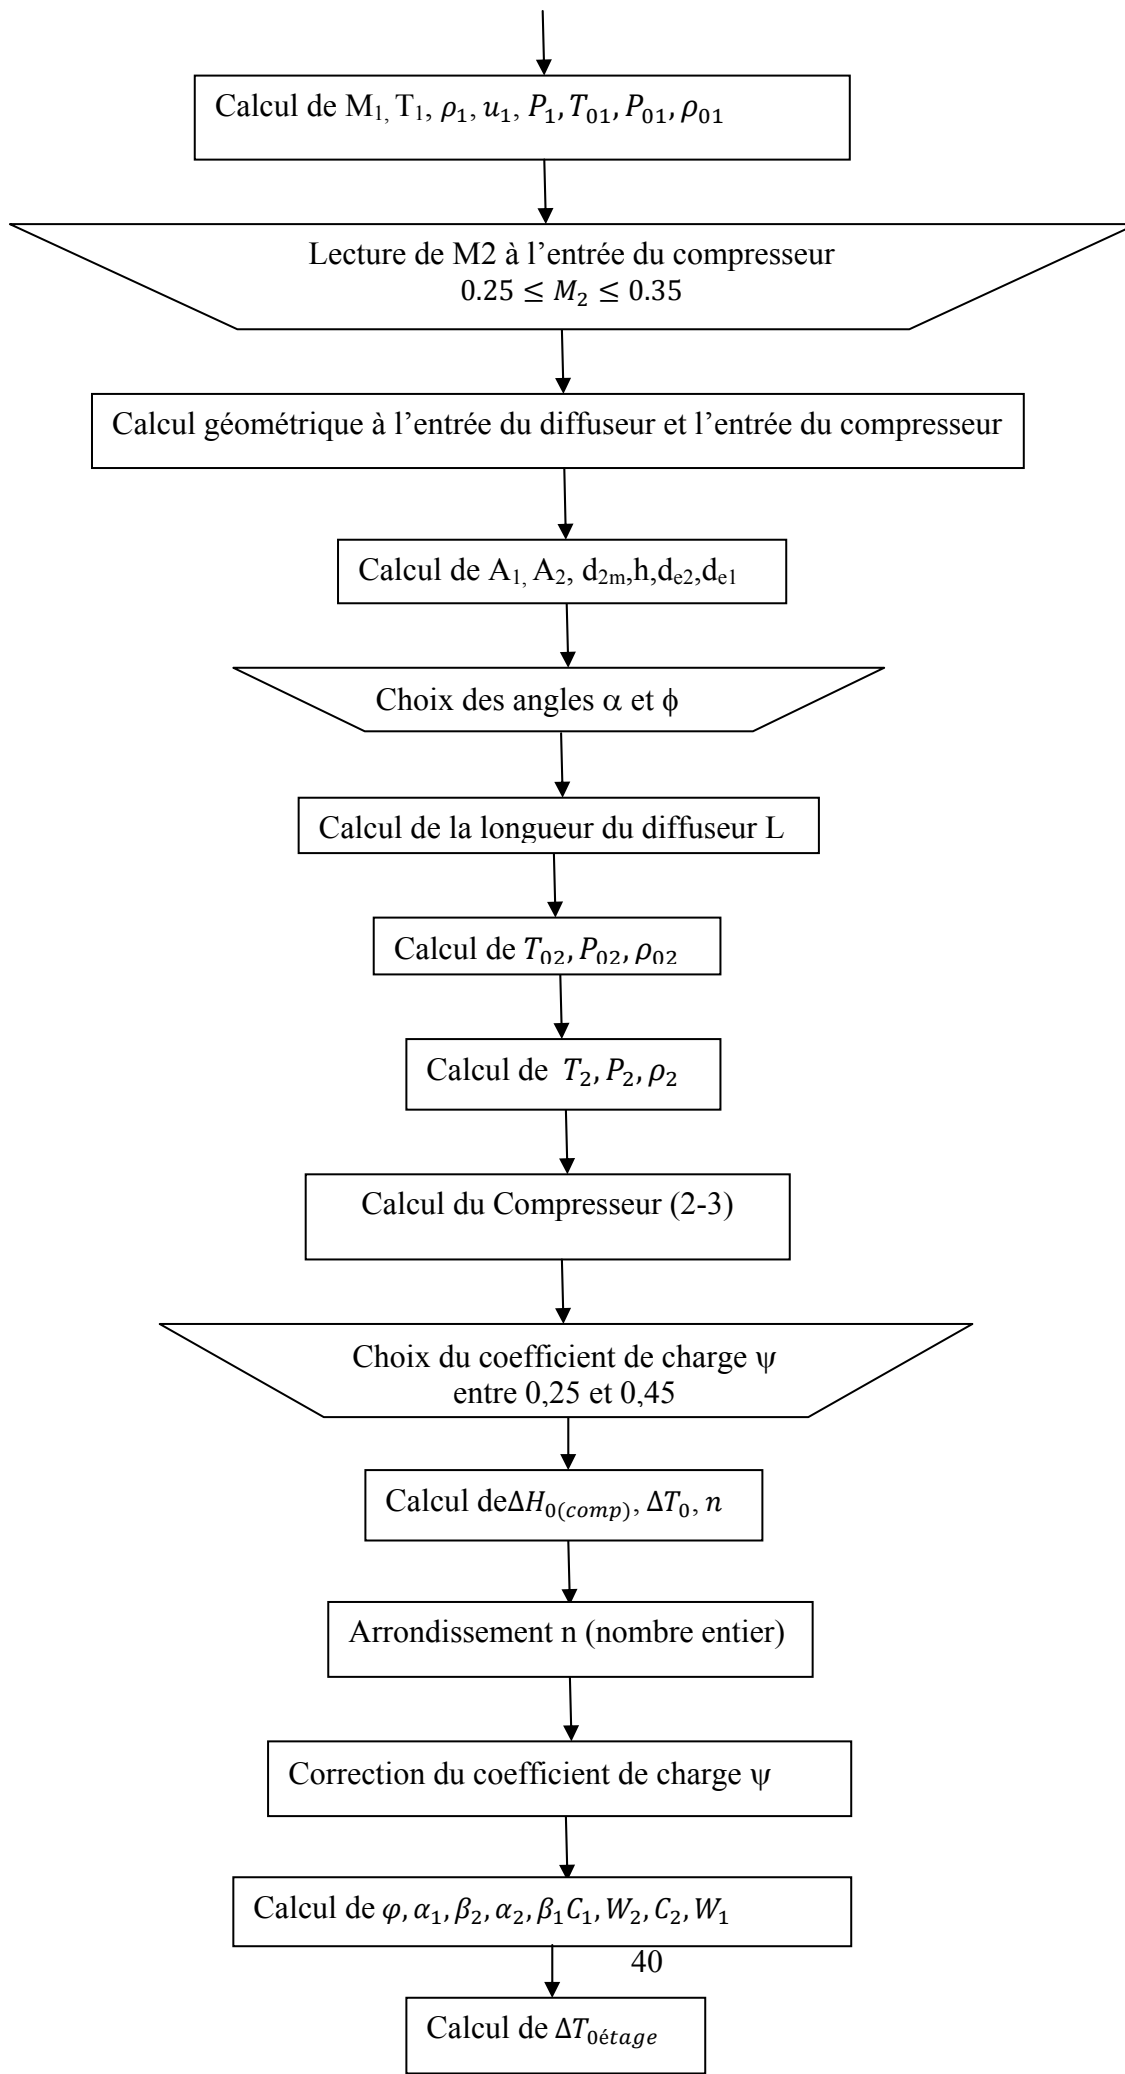 Calcul de M₁, T₁, ρ₁, u₁, P₁, T₀₁, P₀₁, ρ₀₁
Lecture de M2 à l’entrée du compresseur
0.25 ≤ M₂ ≤ 0.35
Calcul géométrique à l’entrée du diffuseur et l’entrée du compresseur
Calcul de A₁, A₂, d₂ₘ,h,dₑ₂,dₑ₁
Choix des angles α et ϕ
Calcul de la longueur du diffuseur L
Calcul de T₀₂, P₀₂, ρ₀₂
Calcul de T₂, P₂, ρ₂
Calcul du Compresseur (2-3)
Choix du coefficient de charge ψ
entre 0,25 et 0,45
Calcul deΔH₀₍comp₎, ΔT₀, n
Arrondissement n (nombre entier)
Correction du coefficient de charge ψ
Calcul de φ, α₁, β₂, α₂, β₁C₁, W₂, C₂, W₁
40
Calcul de ΔT₀étage